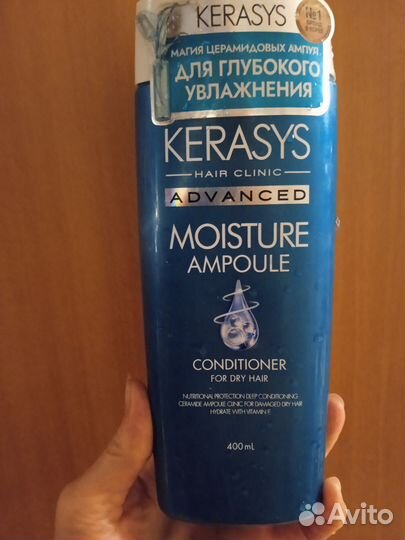 KERASYS
№1
МАГИЯ ЦЕРАМИДОВЫХ АМПУЛ
ДЛЯ ГЛУБОКОГО
УВЛАЖНЕНИЯ
KERASYS
HAIR CLINIC
ADVANCED
MOISTURE
AMPOULE
CONDITIONER
FOR DRY HAIR
NUTRITIONAL PROTECTION DEEP CONDITIONING
CERAMIDE AMPOULE CLINIC FOR DAMAGED DRY HAIR
HYDRATE WITH VITAMIN E
400 mL
Avito